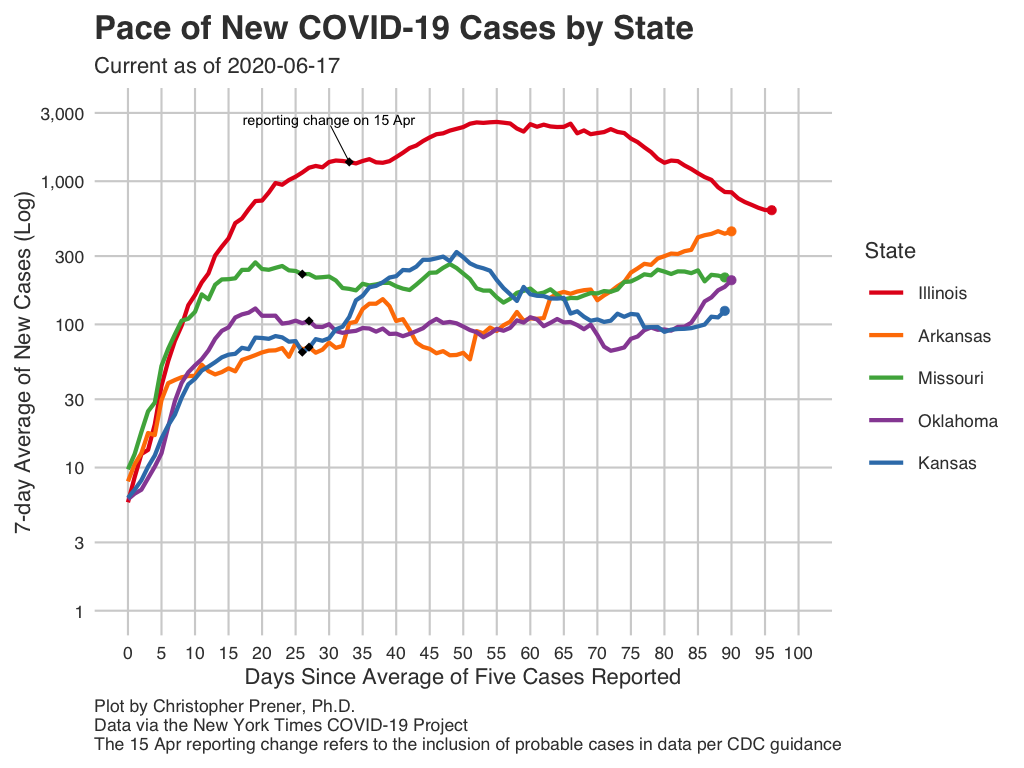 Pace of New COVID-19 Cases by State
Current as of 2020-06-17
7-day Average of New Cases (Log)
3,000
1,000
300
100
30
10
3
1
reporting change on 15 Apr
State
Illinois
Arkansas
Missouri
Oklahoma
Kansas
0 5 10 15 20 25 30 35 40 45 50 55 60 65 70 75 80 85 90 95 100
Days Since Average of Five Cases Reported
Plot by Christopher Prener, Ph.D.
Data via the New York Times COVID-19 Project
The 15 Apr reporting change refers to the inclusion of probable cases in data per CDC guidance